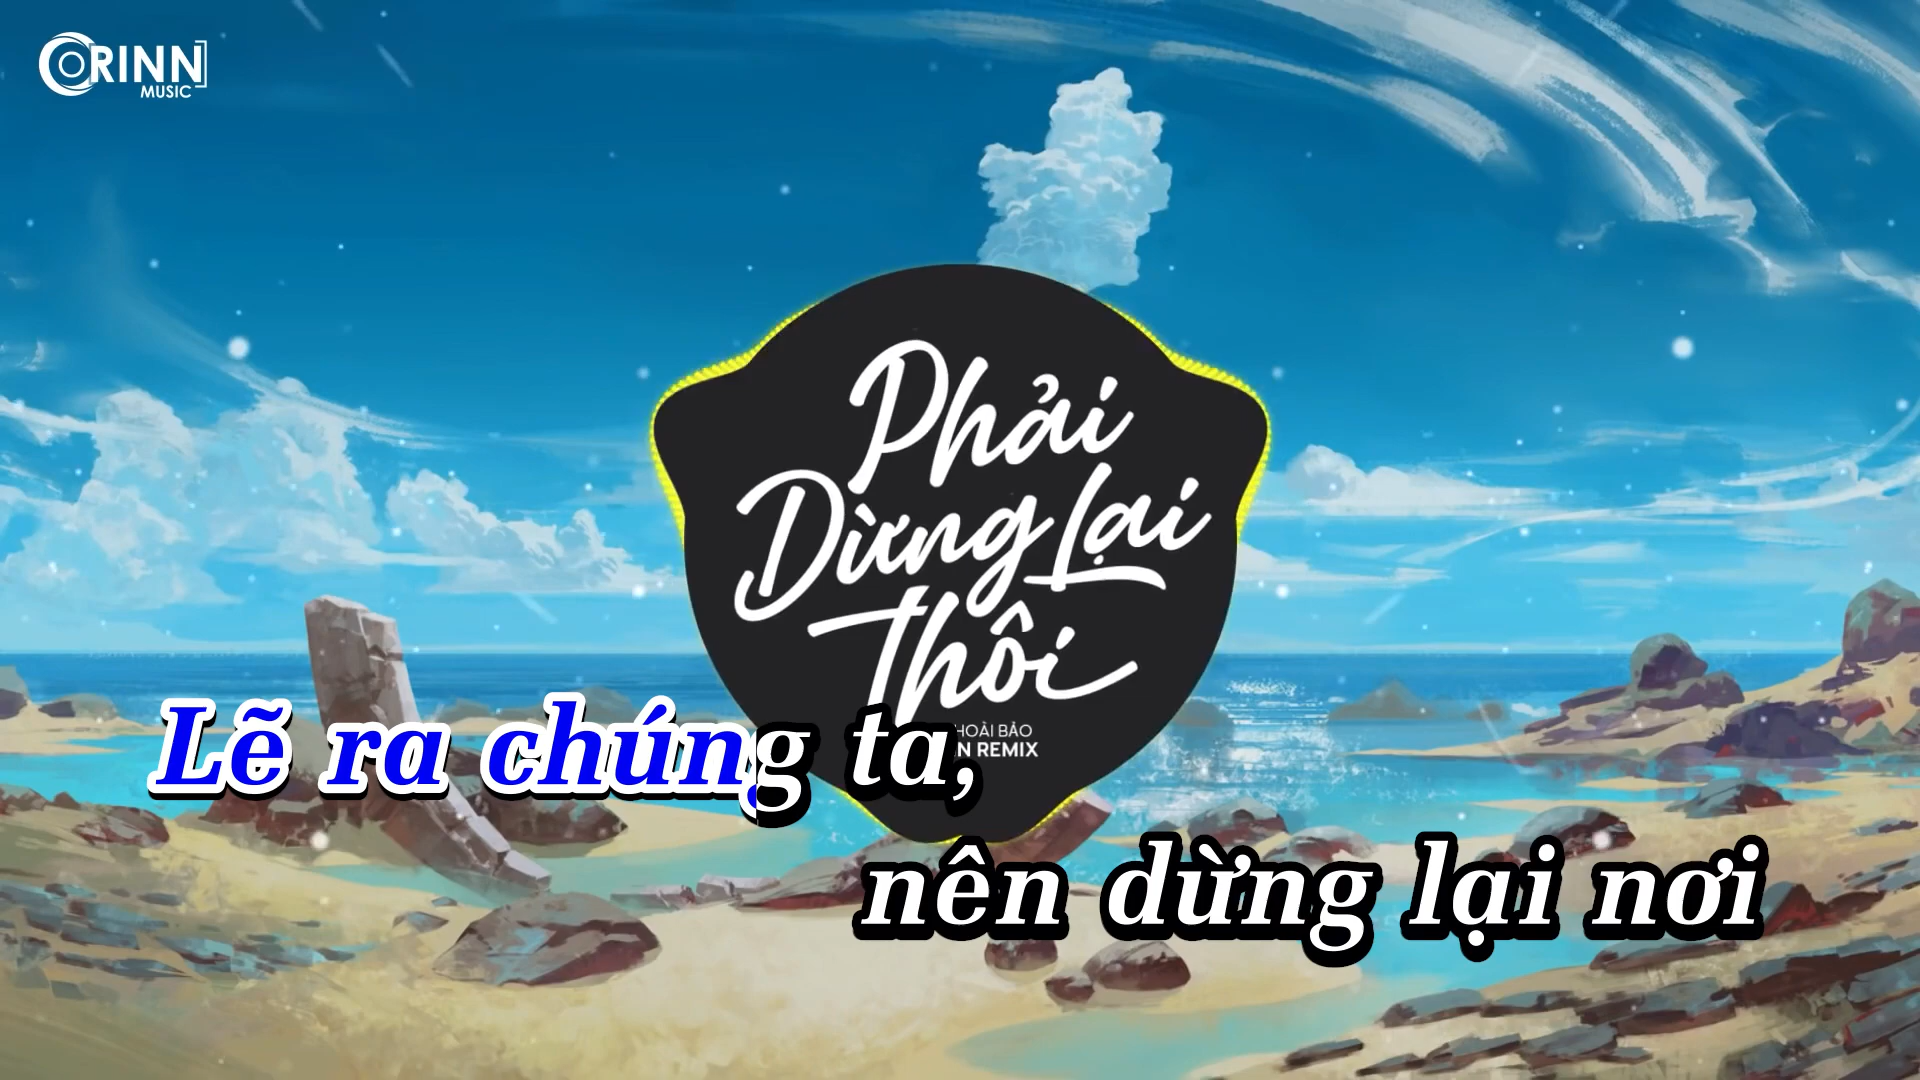 ORINN
MUSIC
Phải
Dừng Lại
Thôi
HOÀI BẢO
N REMIX
Lẽ ra chúng ta,
nên dừng lại nơi